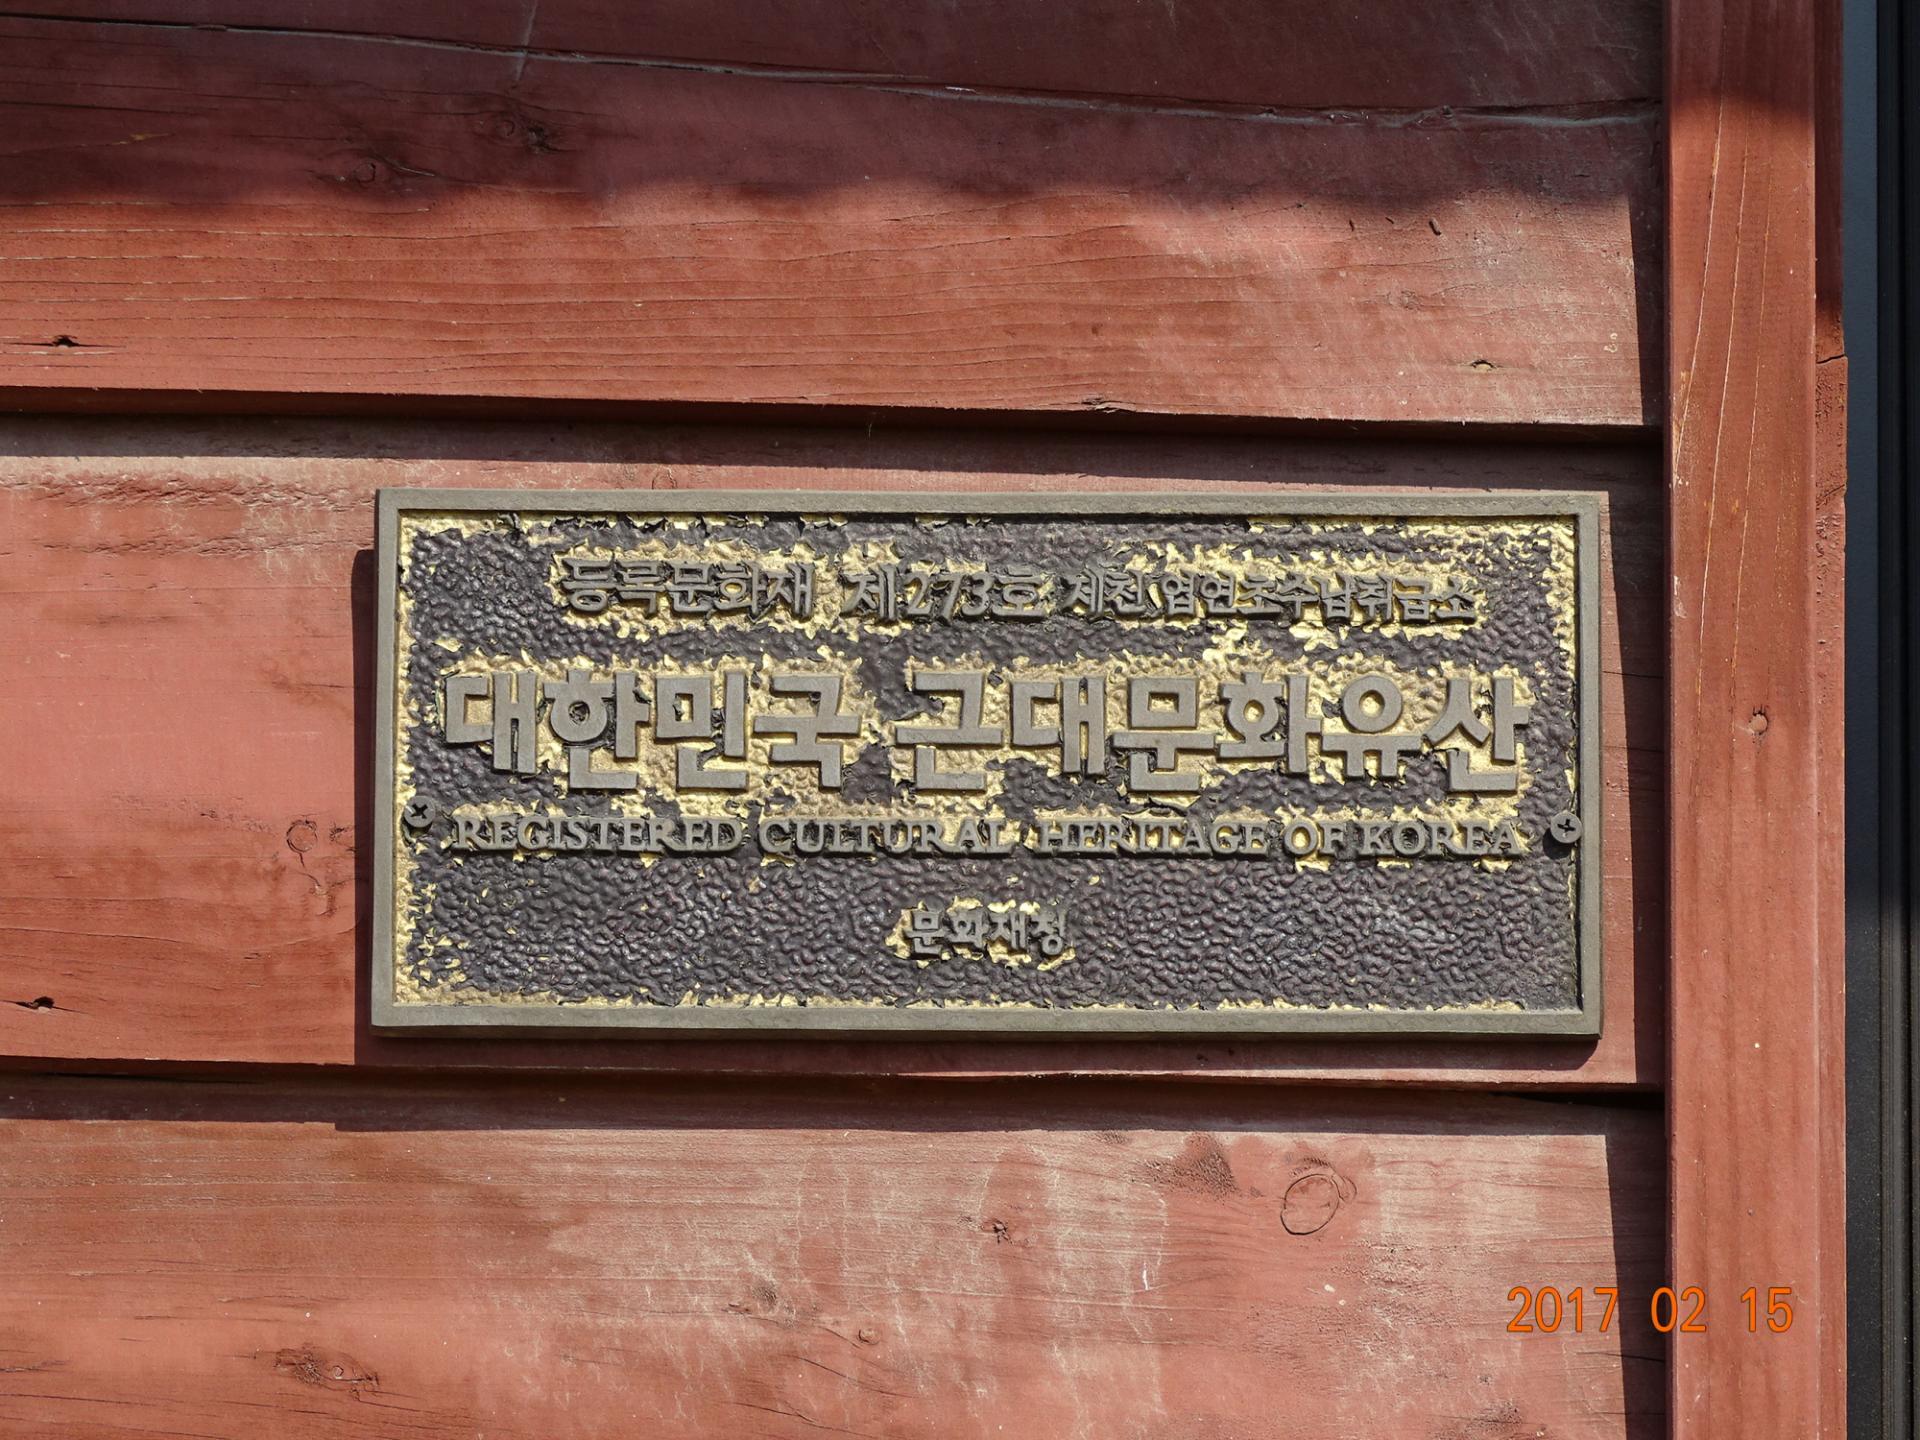 등록문화재 제273호 제천 엽연초수납취급소
대한민국 근대문화유산
REGISTERED CULTURAL HERITAGE OF KOREA
문화재청
2017 02 15